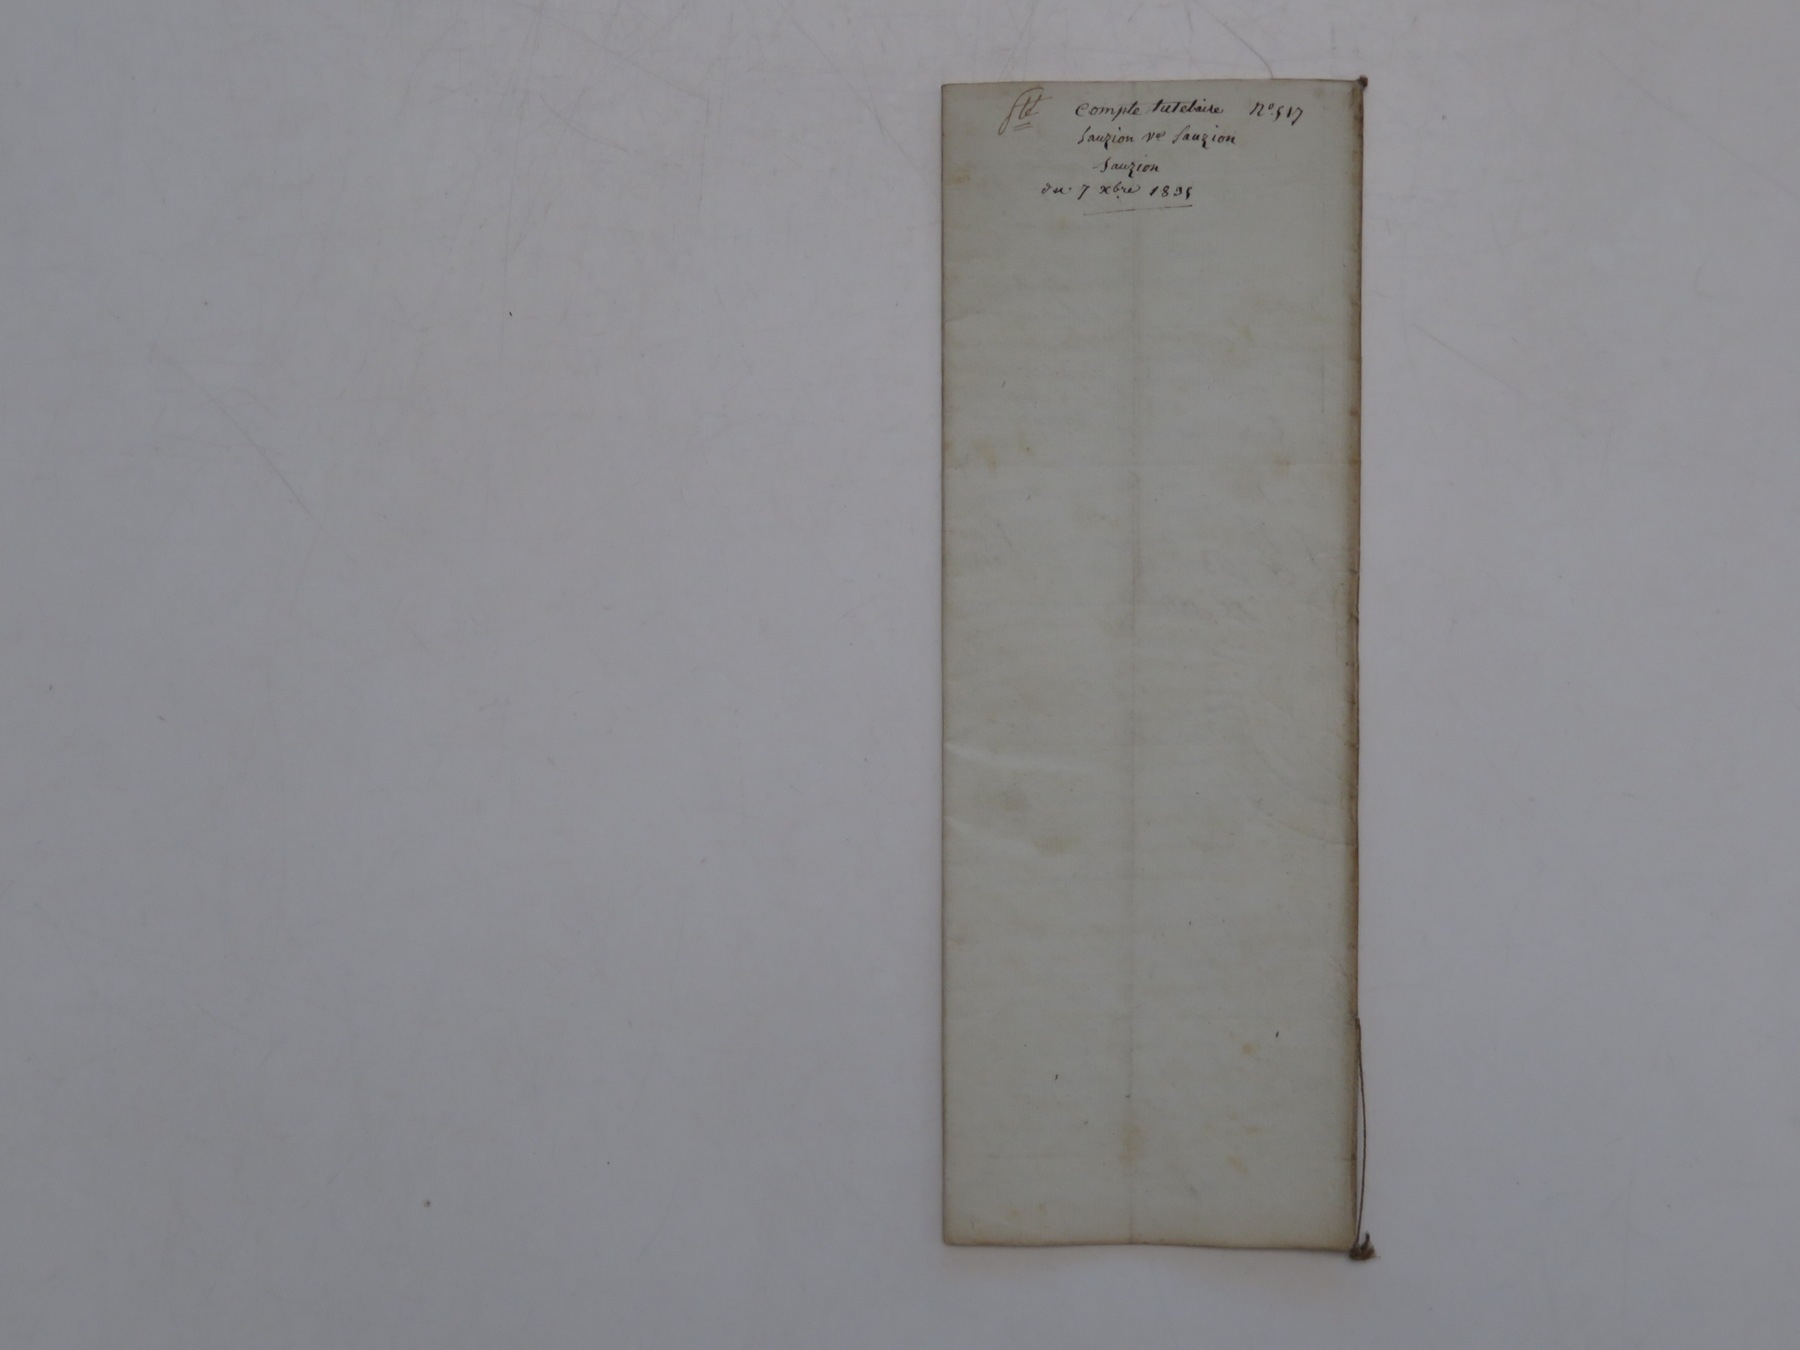 compte tutelaire N° 517
Sauzion ve Sauzion
Sauzion
du 7 xbre 1835